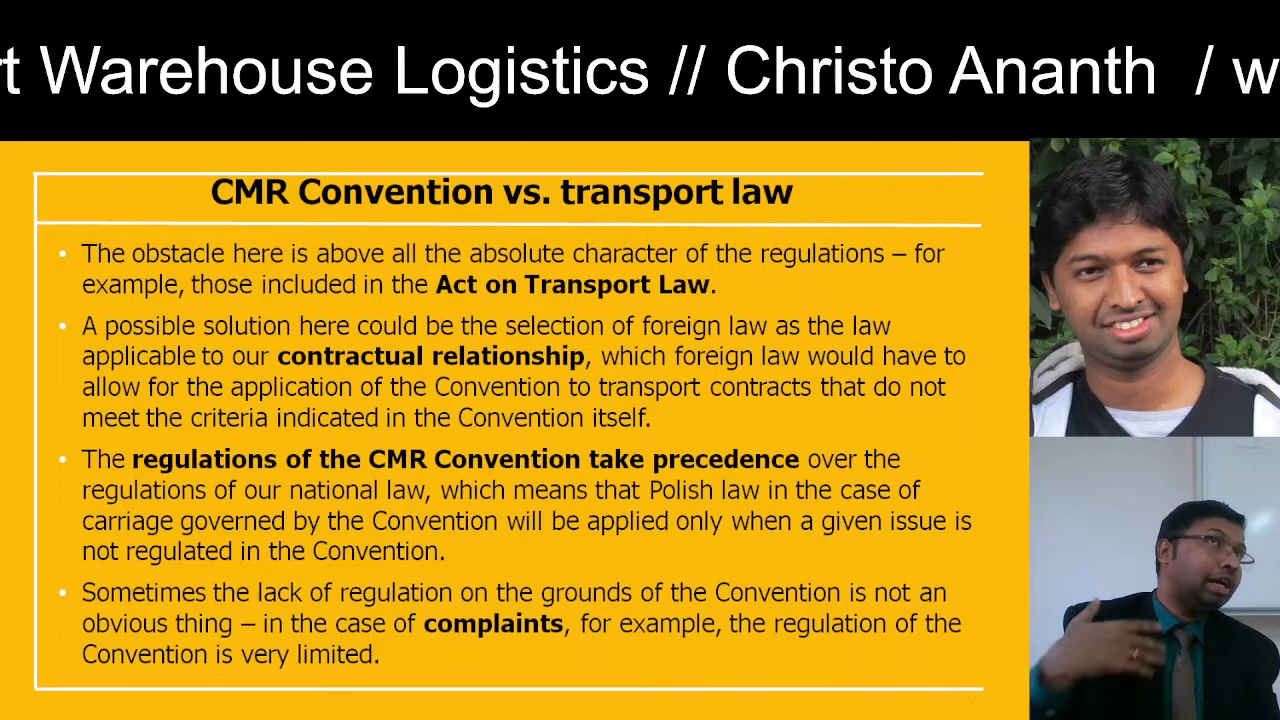 Warehouse Logistics // Christo Ananth /
CMR Convention vs. transport law
• The obstacle here is above all the absolute character of the regulations – for
example, those included in the Act on Transport Law.
• A possible solution here could be the selection of foreign law as the law
applicable to our contractual relationship, which foreign law would have to
allow for the application of the Convention to transport contracts that do not
meet the criteria indicated in the Convention itself.
• The regulations of the CMR Convention take precedence over the
regulations of our national law, which means that Polish law in the case of
carriage governed by the Convention will be applied only when a given issue is
not regulated in the Convention.
• Sometimes the lack of regulation on the grounds of the Convention is not an
obvious thing – in the case of complaints, for example, the regulation of the
Convention is very limited.